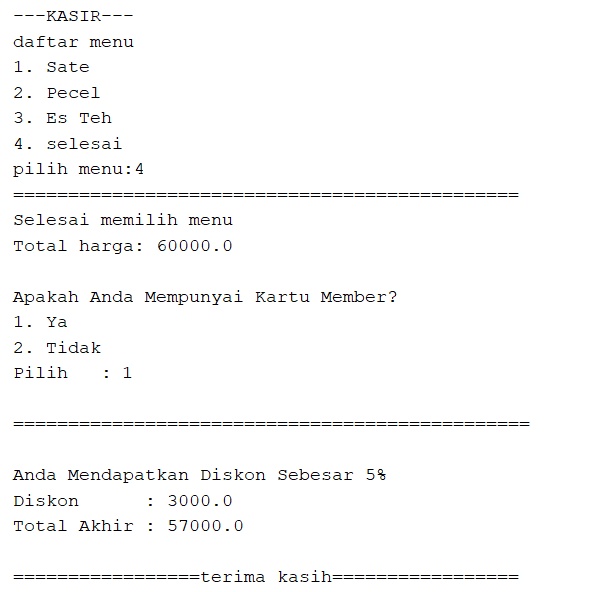 ---KASIR---
daftar menu
1. Sate
2. Pecel
3. Es Teh
4. selesai
pilih menu:4
==============================================
Selesai memilih menu
Total harga: 60000.0

Apakah Anda Mempunyai Kartu Member?
1. Ya
2. Tidak
Pilih   : 1

===============================================

Anda Mendapatkan Diskon Sebesar 5%
Diskon      : 3000.0
Total Akhir : 57000.0

=================terima kasih=================